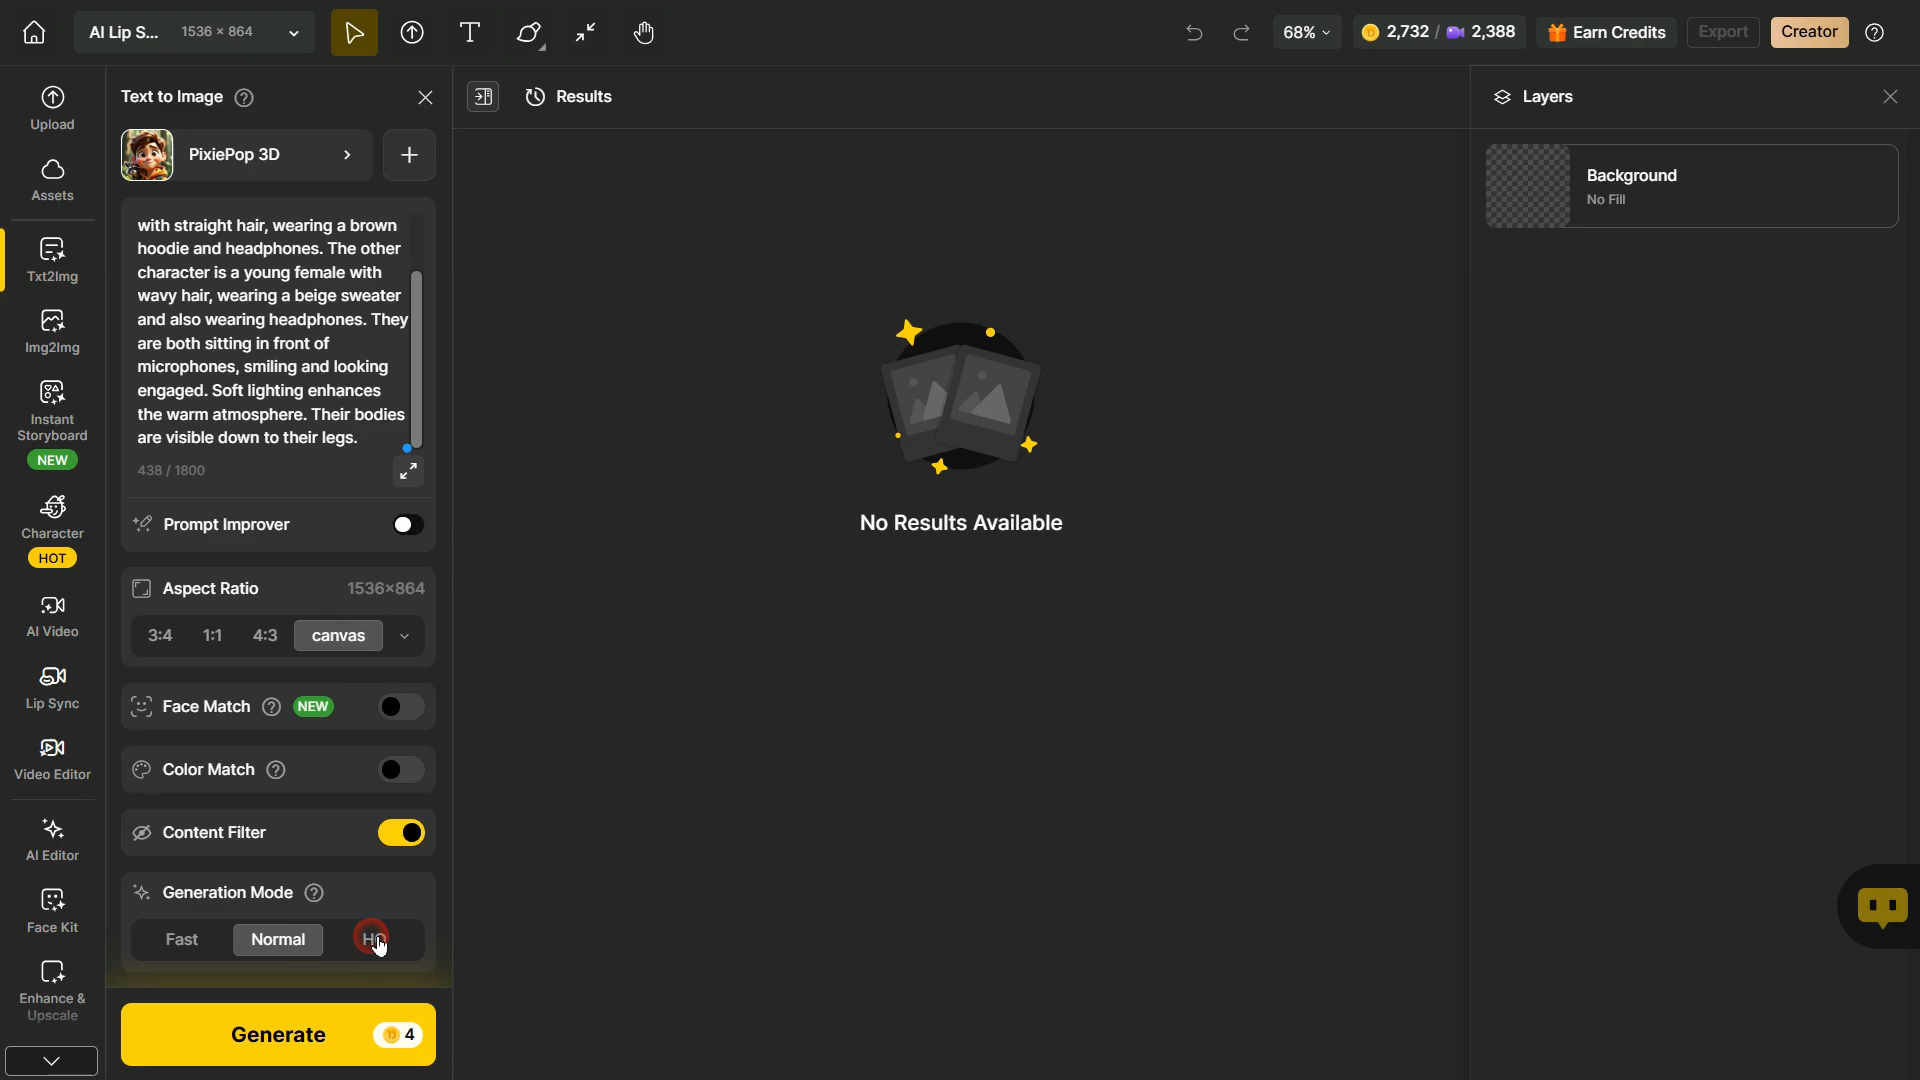 AI Lip S...
1536 × 864
68%
2,732 / 2,388
Earn Credits
Export
Creator
Upload
Assets
Txt2Img
Img2Img
Instant
Storyboard
NEW
Character
HOT
AI Video
Lip Sync
Video Editor
AI Editor
Face Kit
Enhance &
Upscale
Text to Image
PixiePop 3D
with straight hair, wearing a brown
hoodie and headphones. The other
character is a young female with
wavy hair, wearing a beige sweater
and also wearing headphones. They
are both sitting in front of
microphones, smiling and looking
engaged. Soft lighting enhances
the warm atmosphere. Their bodies
are visible down to their legs.
438 / 1800
Prompt Improver
Aspect Ratio
1536×864
3:4
1:1
4:3
canvas
Face Match
NEW
Color Match
Content Filter
Generation Mode
Fast
Normal
HQ
Generate
4
Results
No Results Available
Layers
Background
No Fill